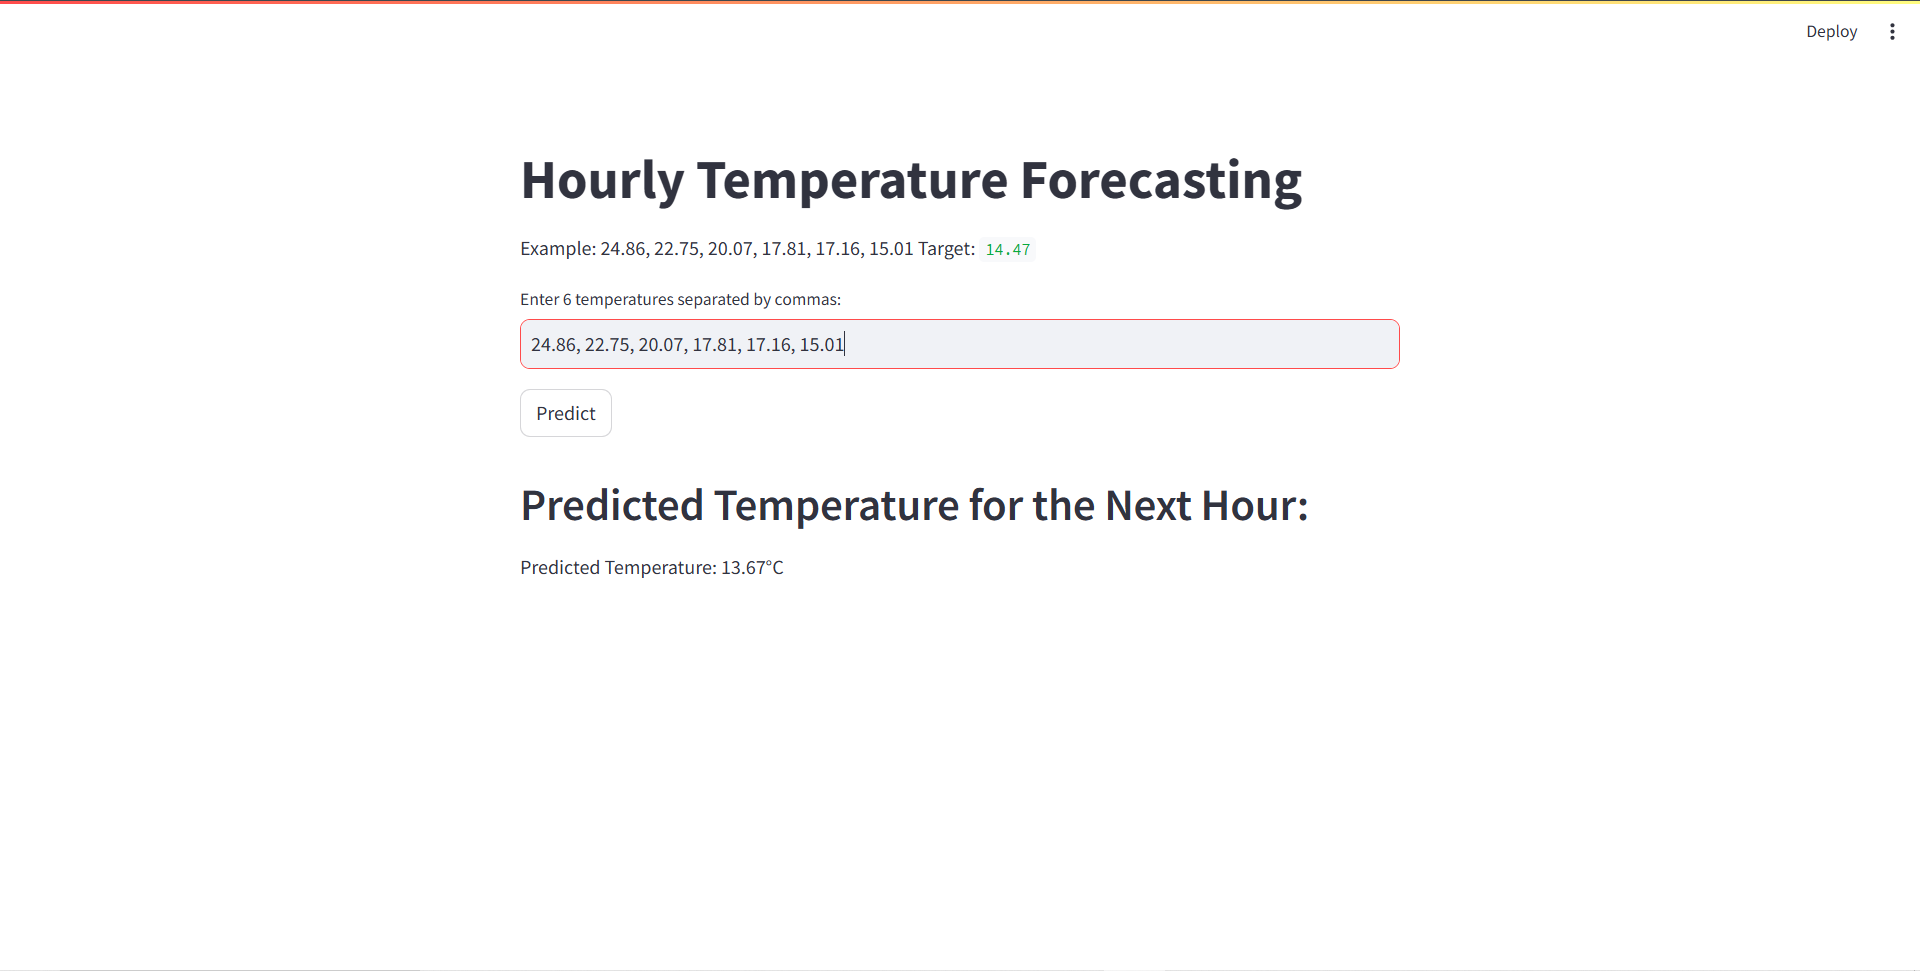 Deploy
Hourly Temperature Forecasting
Example: 24.86, 22.75, 20.07, 17.81, 17.16, 15.01 Target: 14.47
Enter 6 temperatures separated by commas:
24.86, 22.75, 20.07, 17.81, 17.16, 15.01
Predict
Predicted Temperature for the Next Hour:
Predicted Temperature: 13.67°C